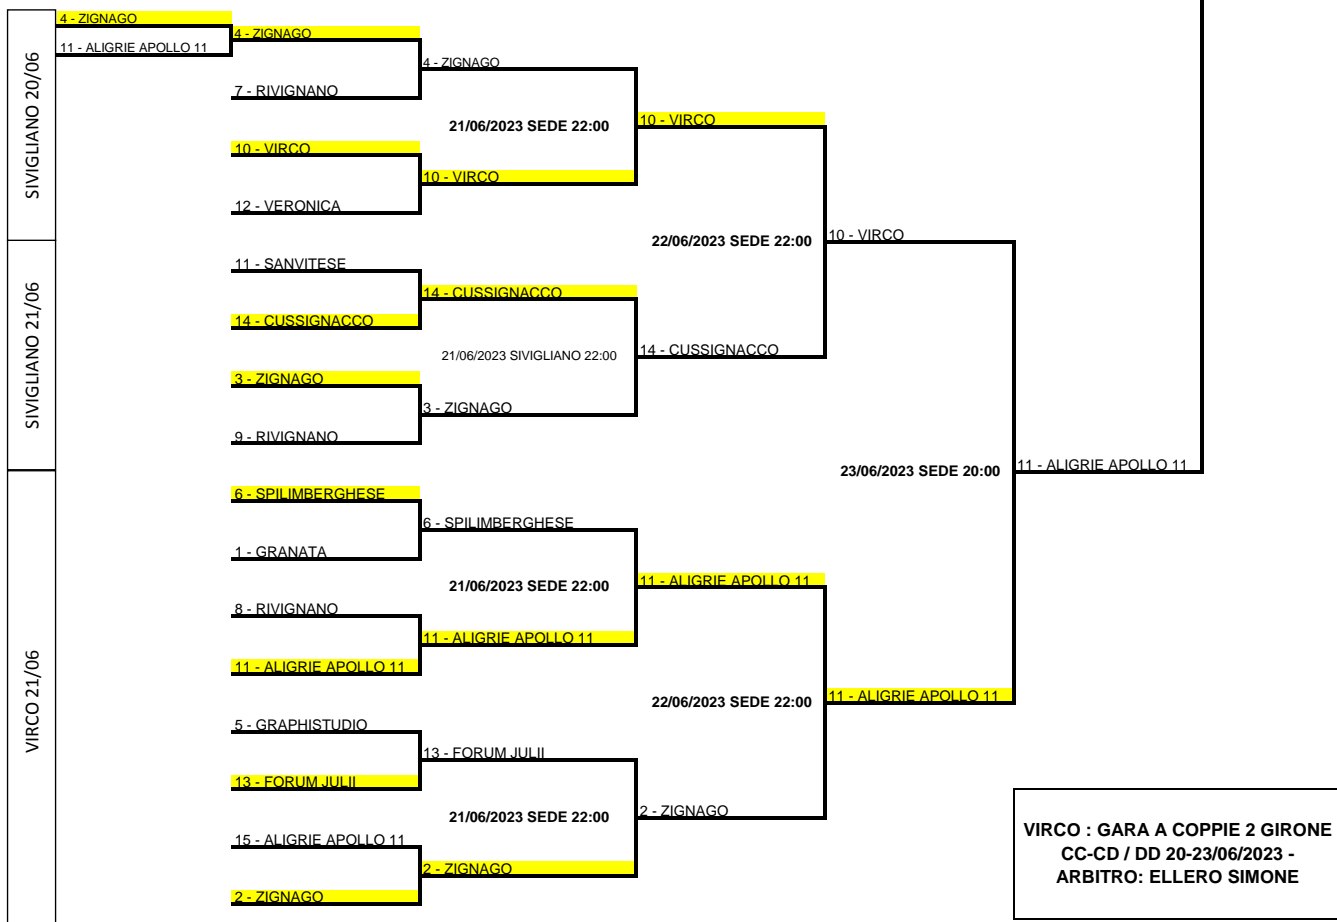 SIVIGLIANO 20/06
SIVIGLIANO 21/06
VIRCO 21/06
4 - ZIGNAGO
11 - ALIGRIE APOLLO 11
4 - ZIGNAGO
7 - RIVIGNANO
10 - VIRCO
12 - VERONICA
11 - SANVITESE
14 - CUSSIGNACCO
3 - ZIGNAGO
9 - RIVIGNANO
6 - SPILIMBERGHESE
1 - GRANATA
8 - RIVIGNANO
11 - ALIGRIE APOLLO 11
5 - GRAPHISTUDIO
13 - FORUM JULII
15 - ALIGRIE APOLLO 11
2 - ZIGNAGO
4 - ZIGNAGO
21/06/2023 SEDE 22:00
10 - VIRCO
14 - CUSSIGNACCO
21/06/2023 SIVIGLIANO 22:00
3 - ZIGNAGO
6 - SPILIMBERGHESE
21/06/2023 SEDE 22:00
11 - ALIGRIE APOLLO 11
13 - FORUM JULII
21/06/2023 SEDE 22:00
2 - ZIGNAGO
10 - VIRCO
22/06/2023 SEDE 22:00
14 - CUSSIGNACCO
11 - ALIGRIE APOLLO 11
22/06/2023 SEDE 22:00
2 - ZIGNAGO
10 - VIRCO
23/06/2023 SEDE 20:00
11 - ALIGRIE APOLLO 11
11 - ALIGRIE APOLLO 11
VIRCO : GARA A COPPIE 2 GIRONE
CC-CD / DD 20-23/06/2023 -
ARBITRO: ELLERO SIMONE